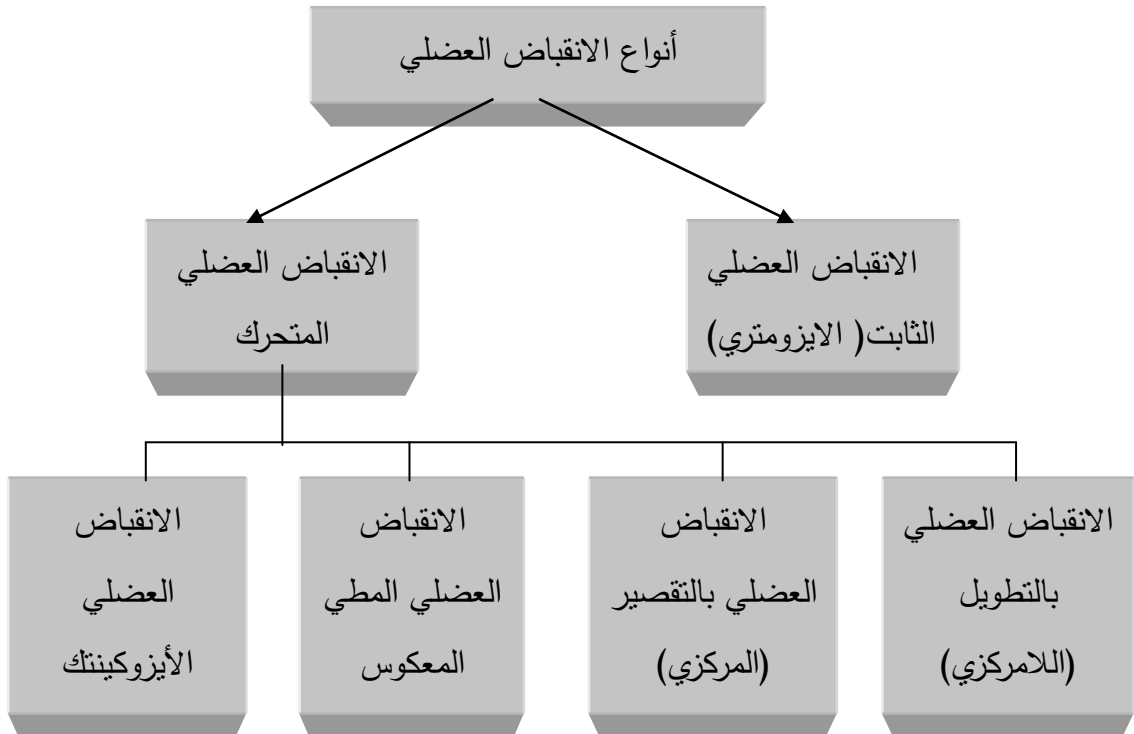 أنواع الانقباض العضلي
الانقباض العضلي
الثابت( الايزومتري)
الانقباض العضلي
المتحرك
الانقباض العضلي
بالتطويل
(اللامركزي)
الانقباض
العضلي بالتقصير
(المركزي)
الانقباض
العضلي المطي
المعكوس
الانقباض
العضلي
الأيزوكينتك